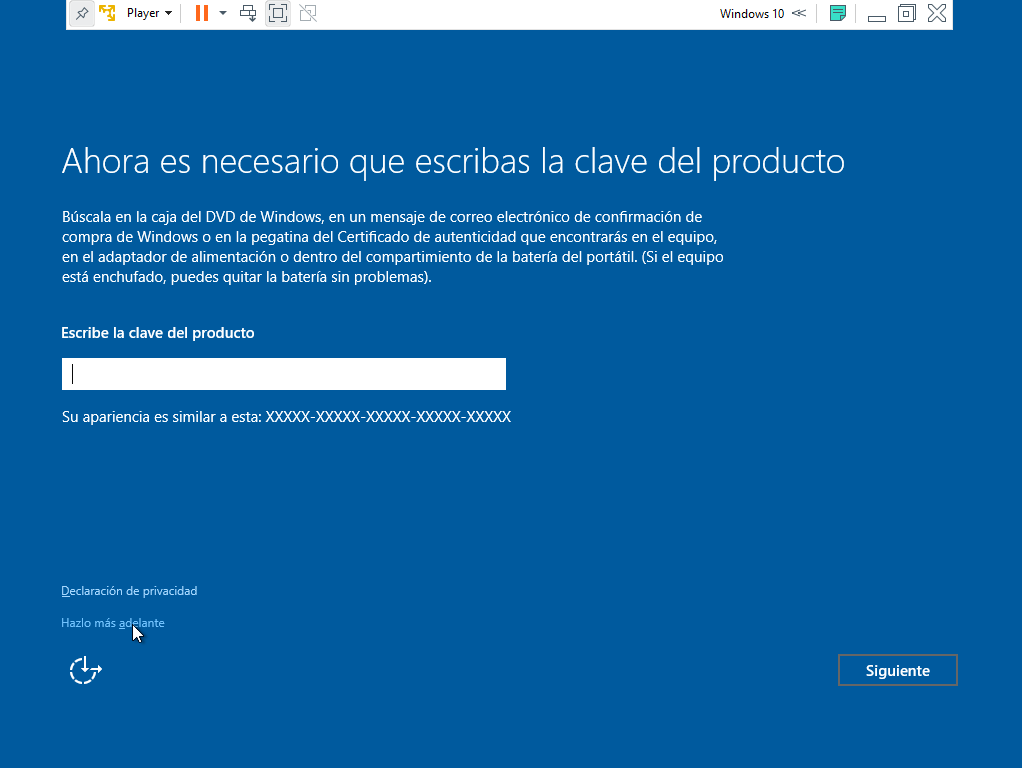 Player
Windows 10
Ahora es necesario que escribas la clave del producto
Búscala en la caja del DVD de Windows, en un mensaje de correo electrónico de confirmación de
compra de Windows o en la pegatina del Certificado de autenticidad que encontrarás en el equipo,
en el adaptador de alimentación o dentro del compartimiento de la batería del portátil. (Si el equipo
está enchufado, puedes quitar la batería sin problemas).
Escribe la clave del producto
Su apariencia es similar a esta: XXXXX-XXXXX-XXXXX-XXXXX-XXXXX
Declaración de privacidad
Hazlo más adelante
Siguiente